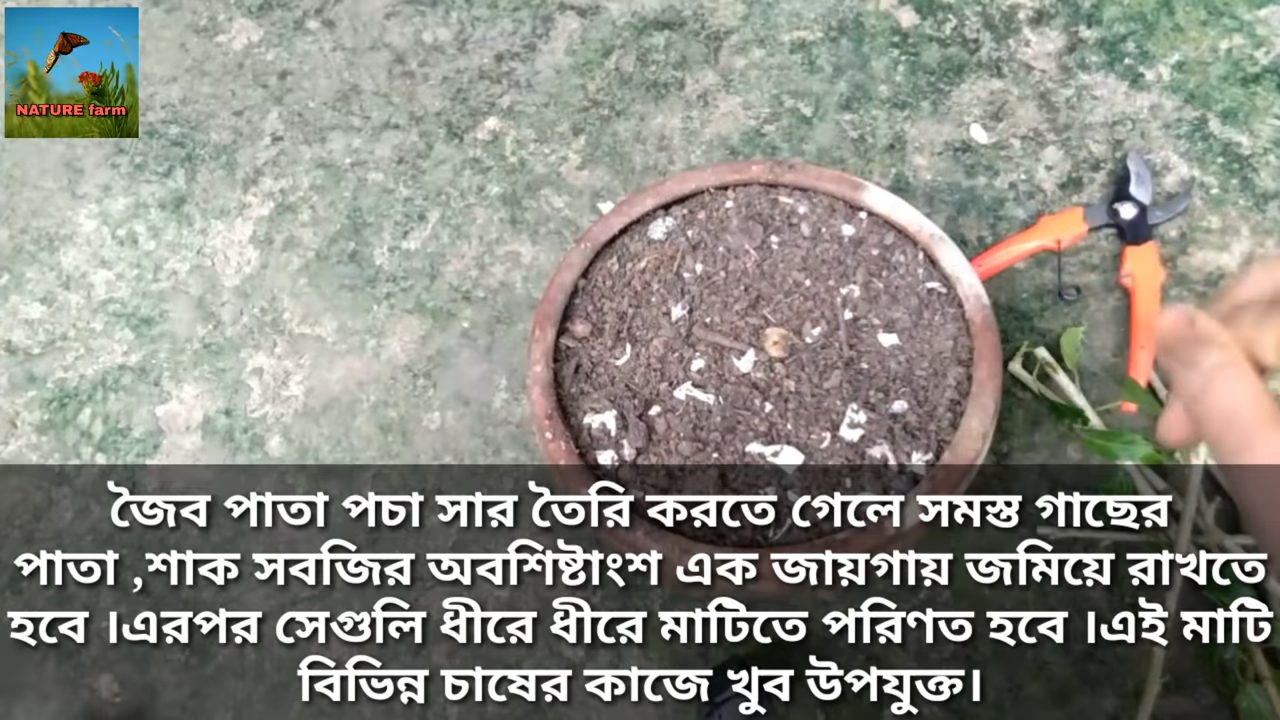 NATURE farm
জৈব পাতা পচা সার তৈরি করতে গেলে সমস্ত গাছের
পাতা ,শাক সবজির অবশিষ্টাংশ এক জায়গায় জমিয়ে রাখতে
হবে ।এরপর সেগুলি ধীরে ধীরে মাটিতে পরিণত হবে ।এই মাটি
বিভিন্ন চাষের কাজে খুব উপযুক্ত।